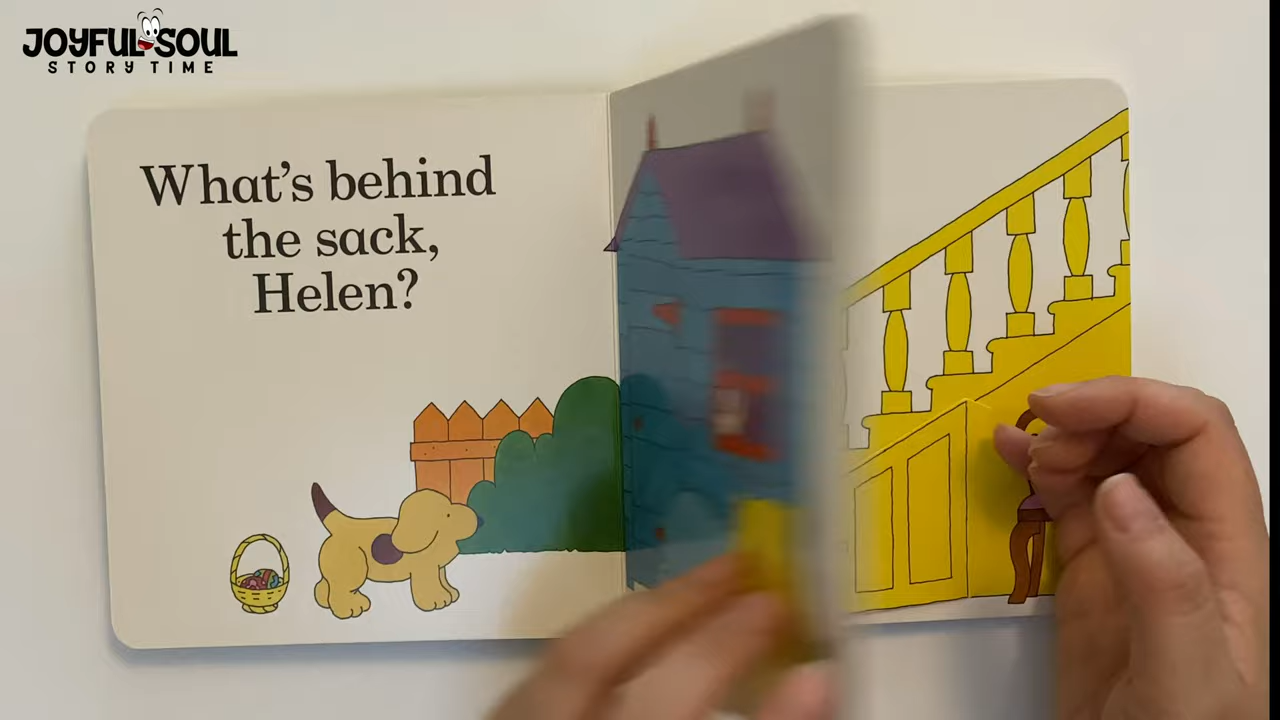 JOYFUL SOUL
STORY TIME
What's behind
the sack,
Helen?